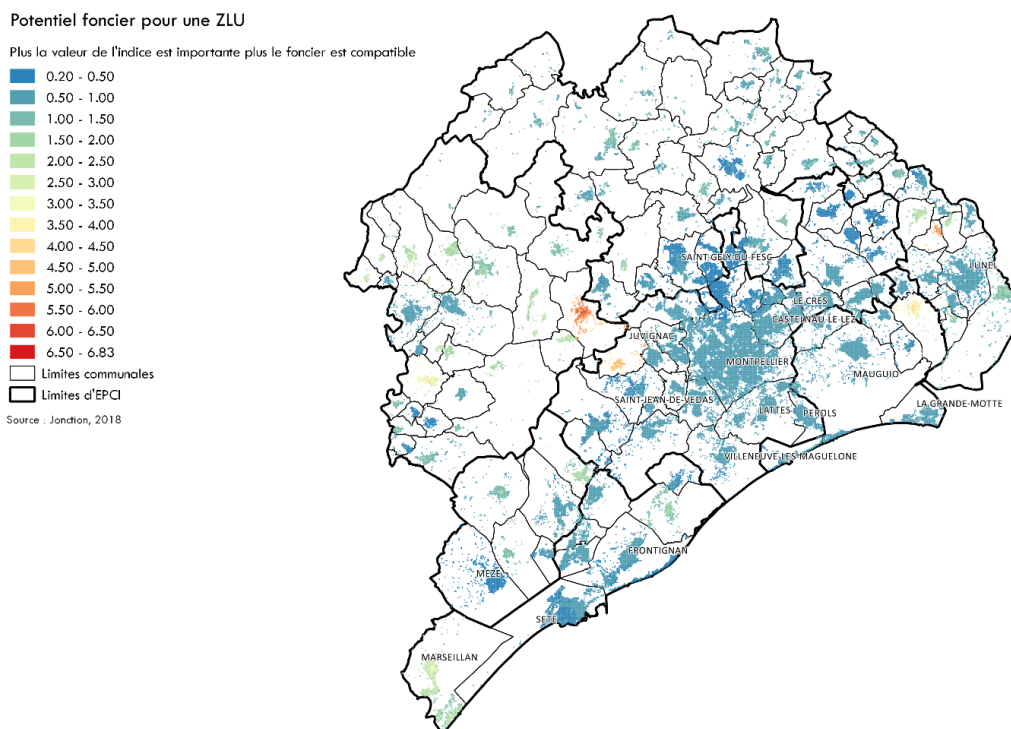 Potentiel foncier pour une ZLU
Plus la valeur de l'indice est importante plus le foncier est compatible
0.20 - 0.50
0.50 - 1.00
1.00 - 1.50
1.50 - 2.00
2.00 - 2.50
2.50 - 3.00
3.00 - 3.50
3.50 - 4.00
4.00 - 4.50
4.50 - 5.00
5.00 - 5.50
5.50 - 6.00
6.00 - 6.50
6.50 - 6.83
Limites communales
Limites d'EPCI
Source : Jonction, 2018
SAINT-GELY-DU-FESC
LUNEL
LE CRES
CASTELNAU-LE-LEZ
JUVIGNAC
MONTPELLIER
MAUGUIO
SAINT-JEAN-DE-VEDAS
LATTES
PEROLS
LA GRANDE-MOTTE
VILLENEUVE-LES-MAGUELONE
FRONTIGNAN
MEZE
SETE
MARSEILLAN